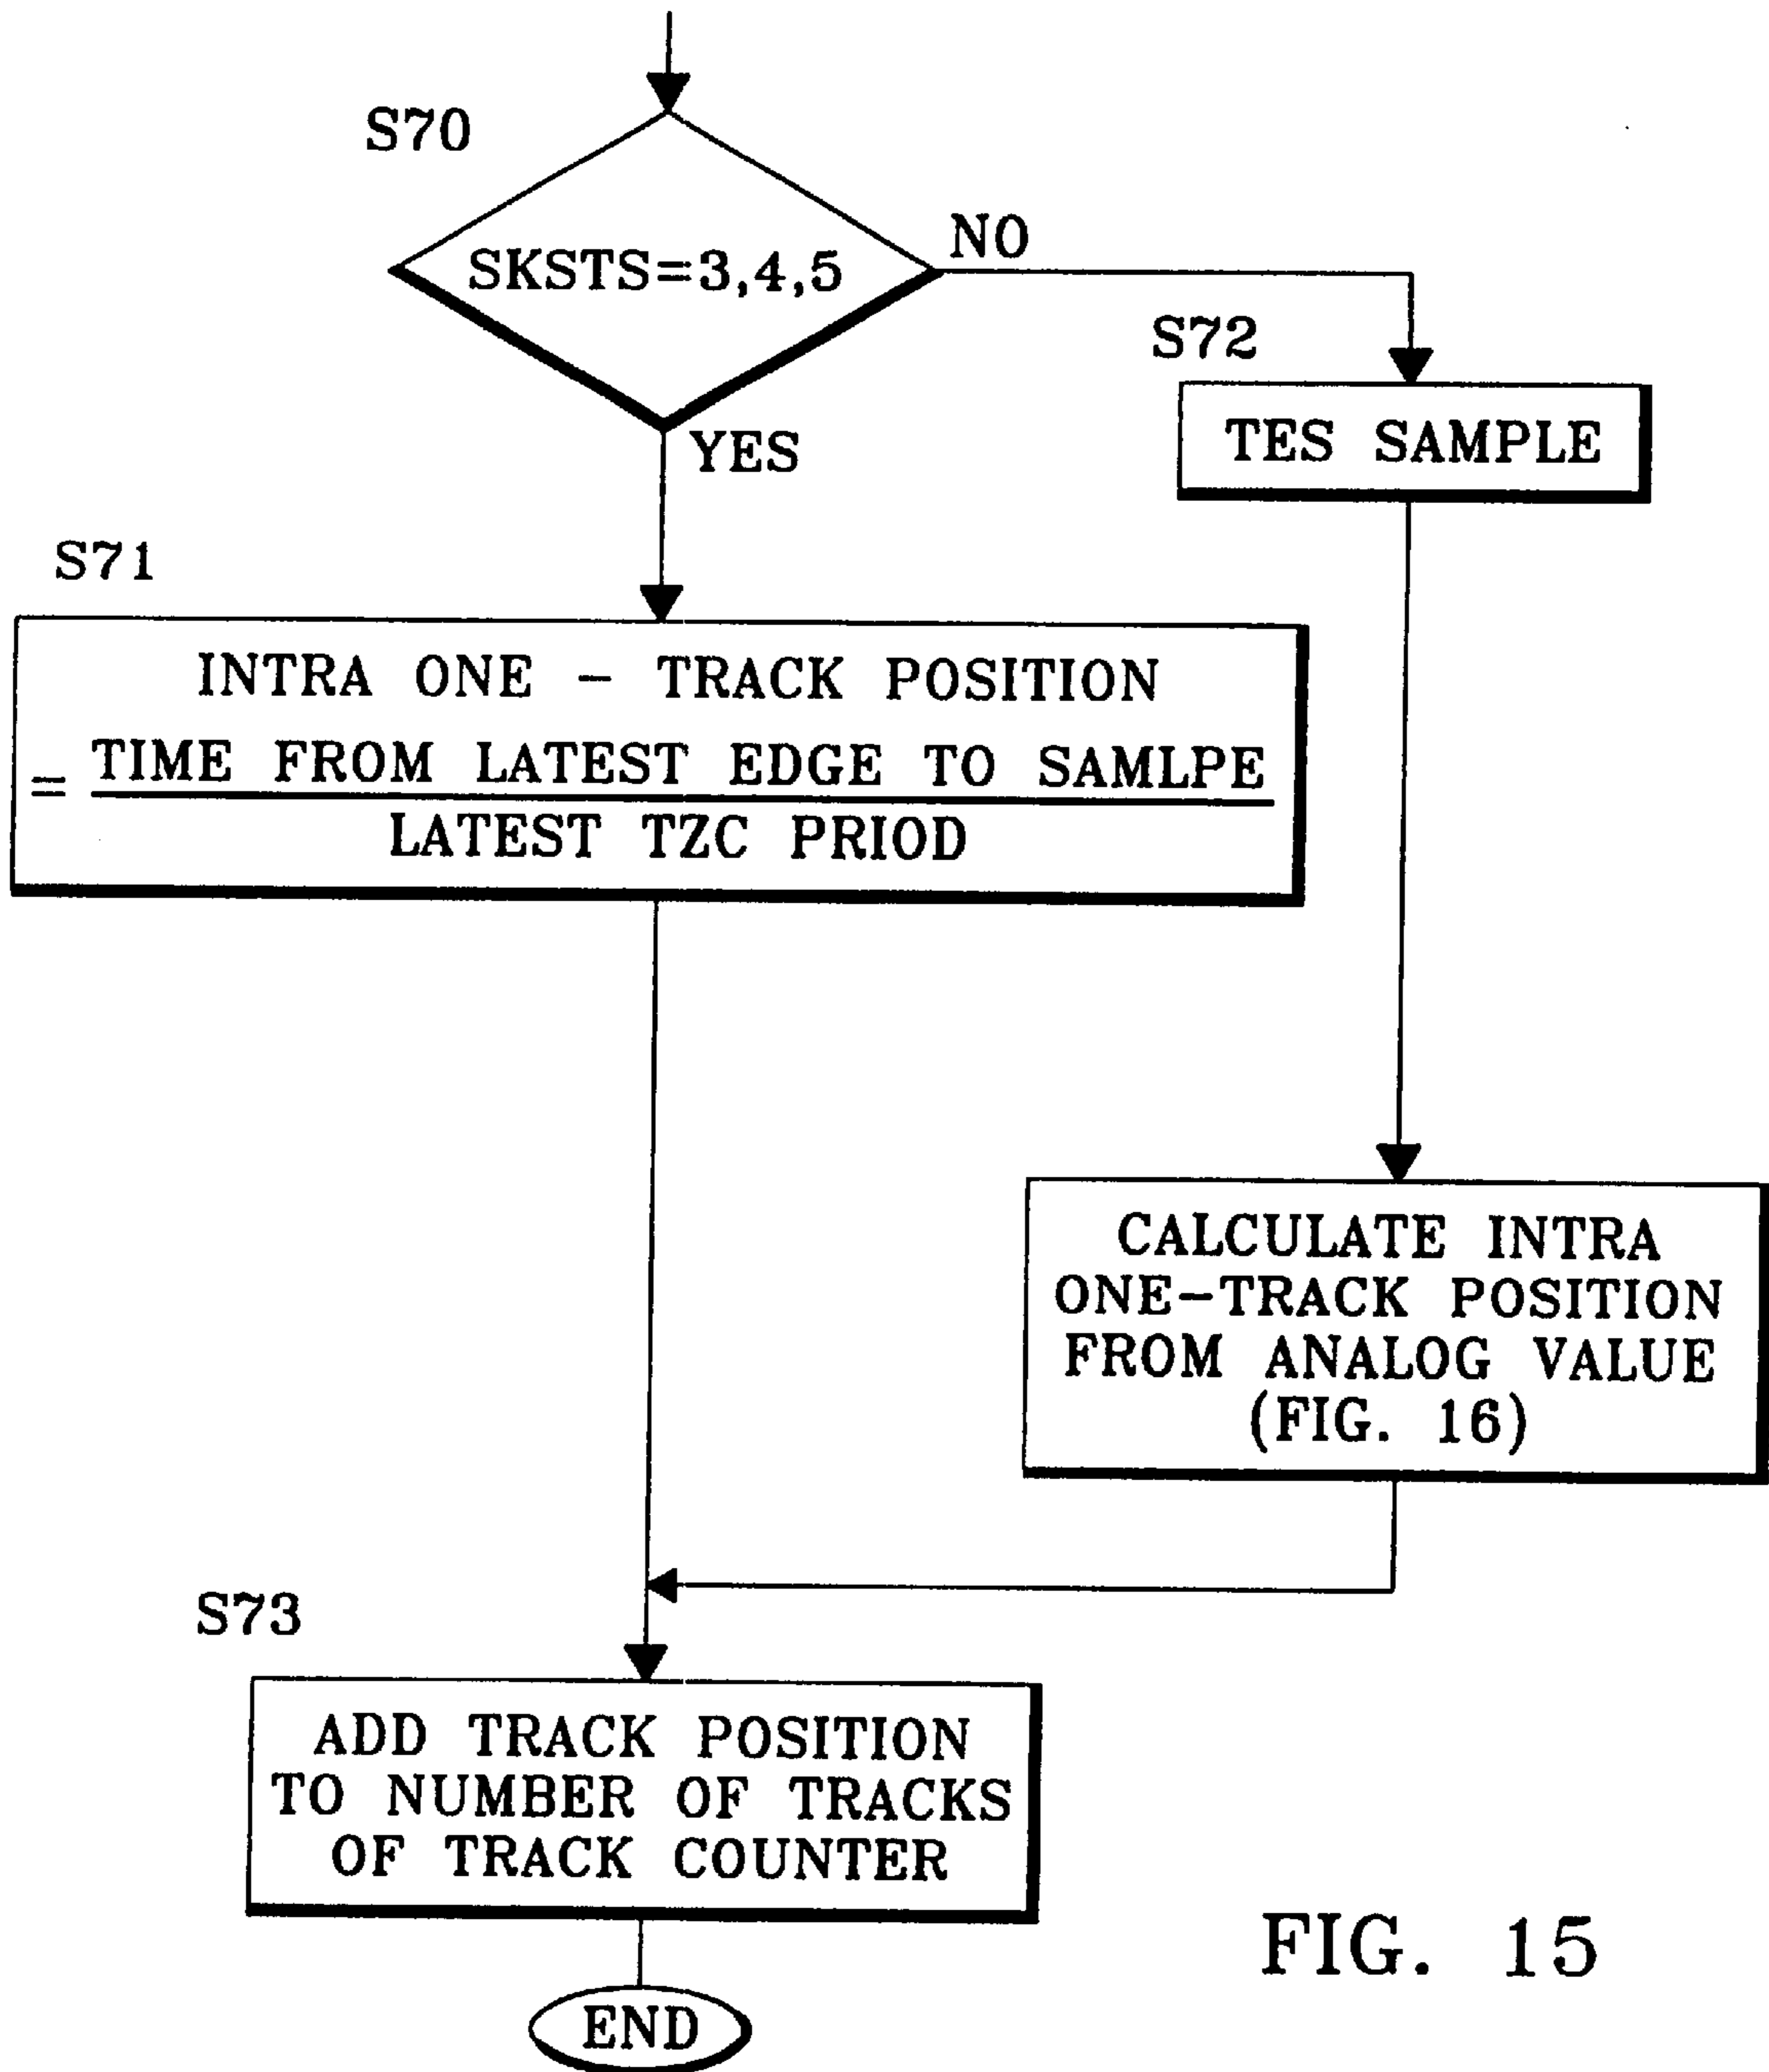 S70
SKSTS=3,4,5
NO
YES
S72
TES SAMPLE
S71
INTRA ONE – TRACK POSITION
= TIME FROM LATEST EDGE TO SAMLPE
LATEST TZC PRIOD
CALCULATE INTRA
ONE–TRACK POSITION
FROM ANALOG VALUE
(FIG. 16)
S73
ADD TRACK POSITION
TO NUMBER OF TRACKS
OF TRACK COUNTER
END
FIG. 15